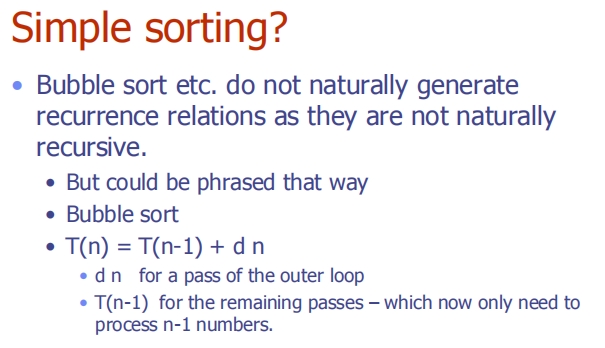 Simple sorting?
• Bubble sort etc. do not naturally generate
recurrence relations as they are not naturally
recursive.
• But could be phrased that way
• Bubble sort
• T(n) = T(n-1) + d n
• d n for a pass of the outer loop
• T(n-1) for the remaining passes – which now only need to
process n-1 numbers.